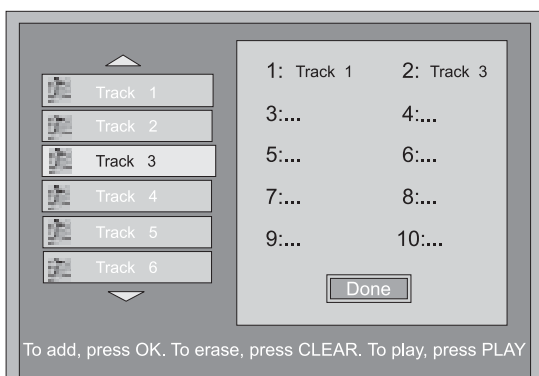 Track 1
Track 2
Track 3
Track 4
Track 5
Track 6
1: Track 1 2: Track 3
3:... 4:...
5:... 6:...
7:... 8:...
9:... 10:...
Done
To add, press OK. To erase, press CLEAR. To play, press PLAY